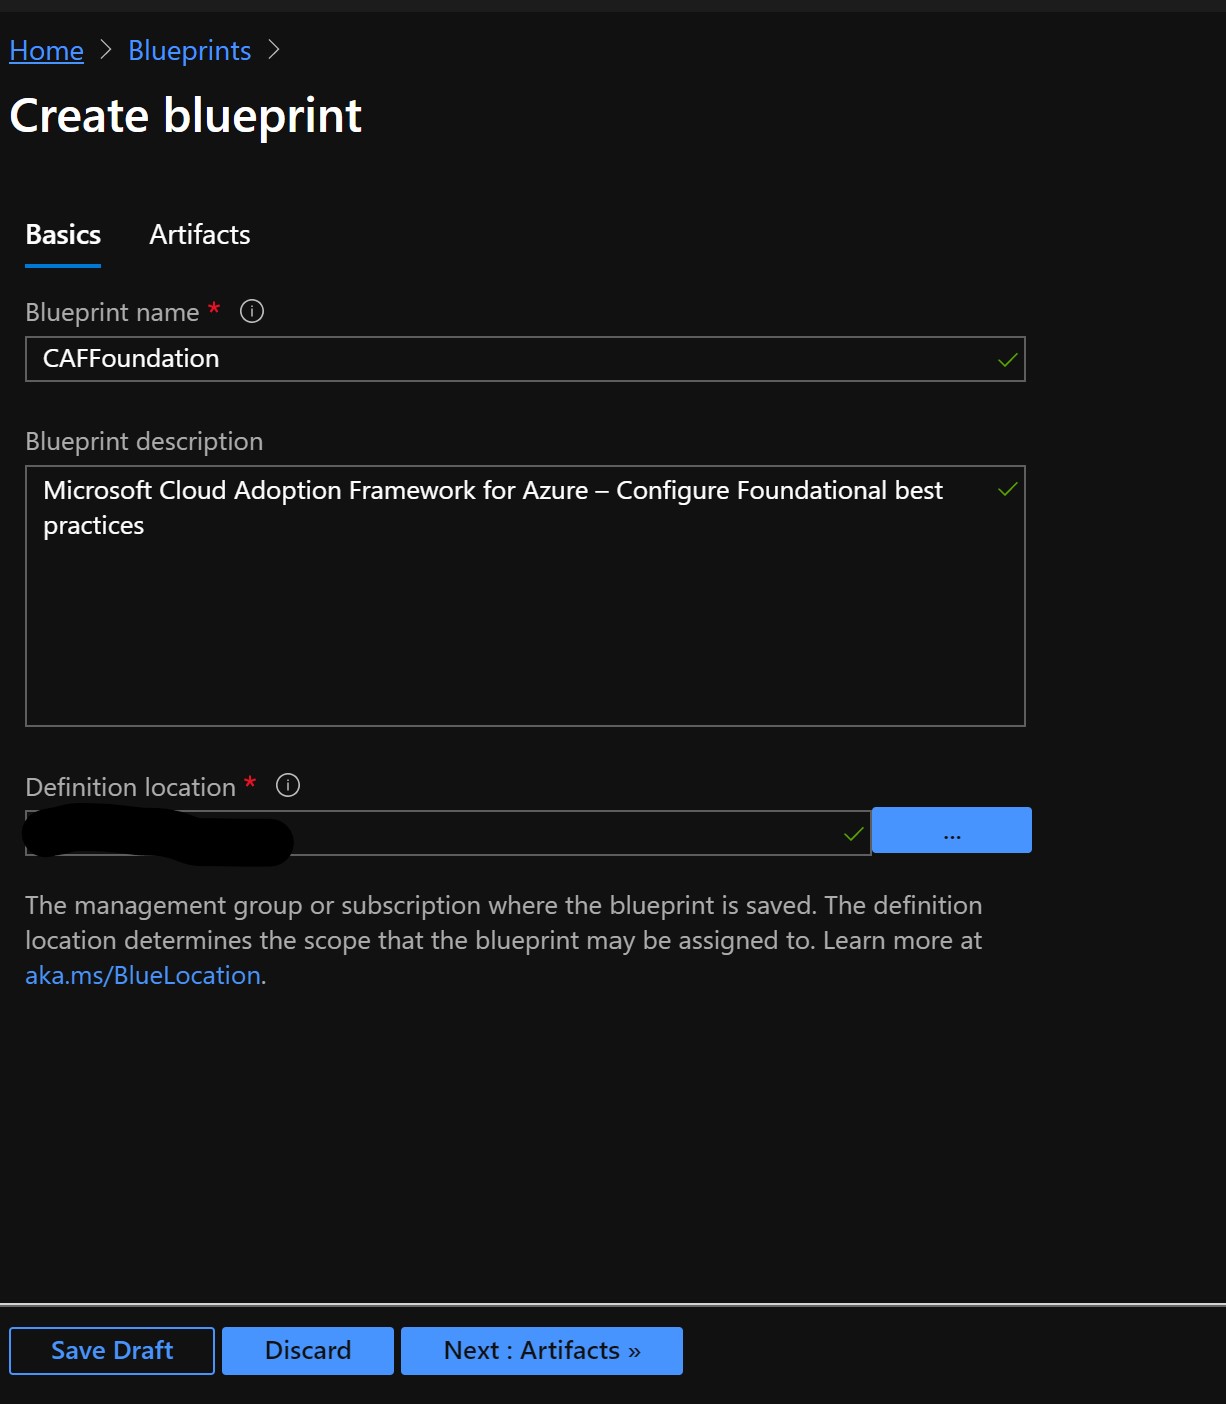 Home > Blueprints >
Create blueprint
Basics Artifacts
Blueprint name *
CAFFoundation
Blueprint description
Microsoft Cloud Adoption Framework for Azure – Configure Foundational best
practices
Definition location *
...
The management group or subscription where the blueprint is saved. The definition
location determines the scope that the blueprint may be assigned to. Learn more at
aka.ms/BlueLocation.
Save Draft Discard Next : Artifacts »